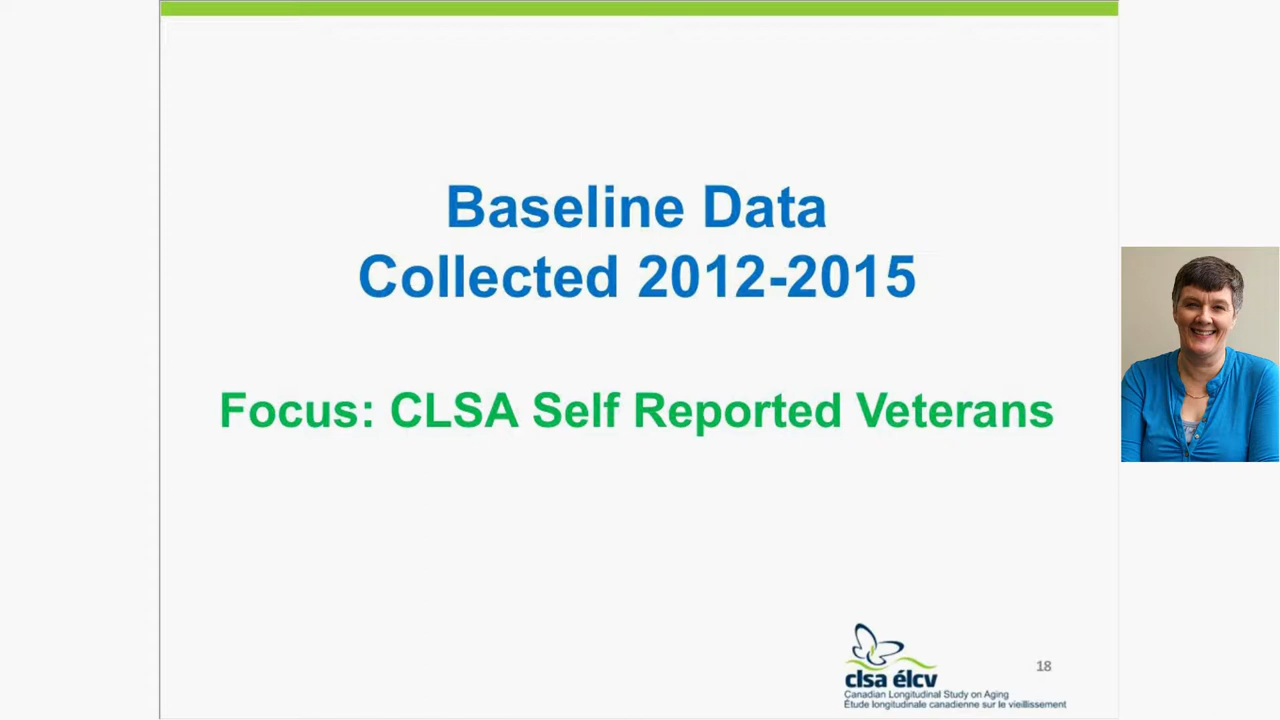 Baseline Data
Collected 2012-2015
Focus: CLSA Self Reported Veterans
clsa élcv
Canadian Longitudinal Study on Aging
Étude longitudinale canadienne sur le vieillissement
18